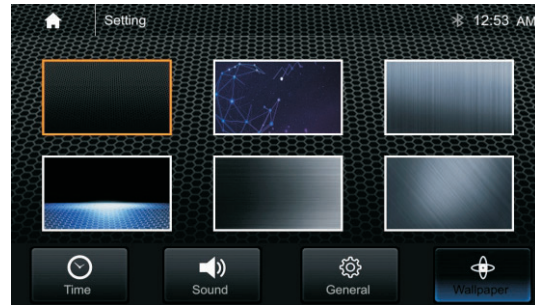 Setting
12:53 AM
Time
Sound
General
Wallpaper